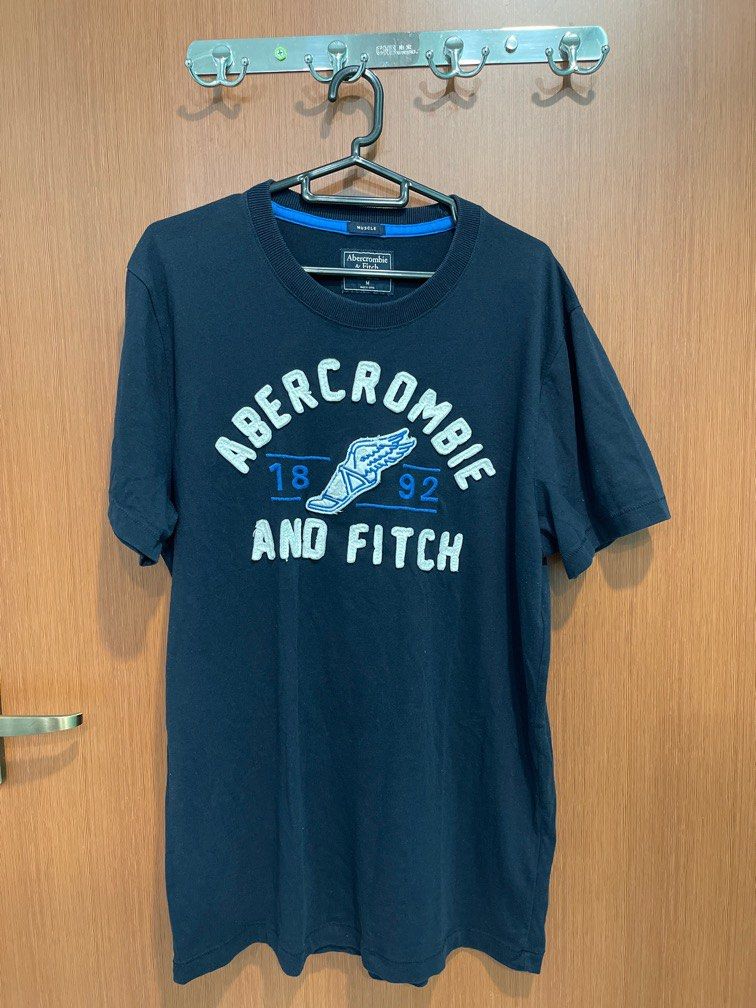 MUSCLE
Abercrombie
& Fitch
M
ABERCROMBIE
18 92
AND FITCH